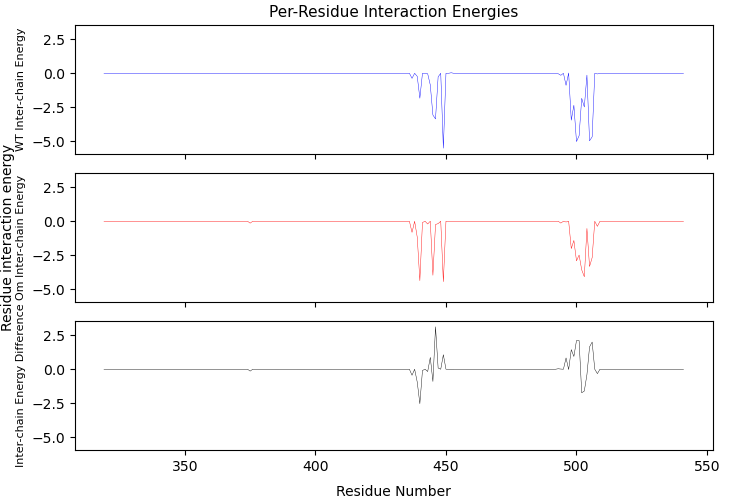 Per-Residue Interaction Energies
Residue interaction energy
WT Inter-chain Energy
2.5
0.0
−2.5
−5.0
Om Inter-chain Energy
2.5
0.0
−2.5
−5.0
Inter-chain Energy Difference
2.5
0.0
−2.5
−5.0
350
400
450
500
550
Residue Number